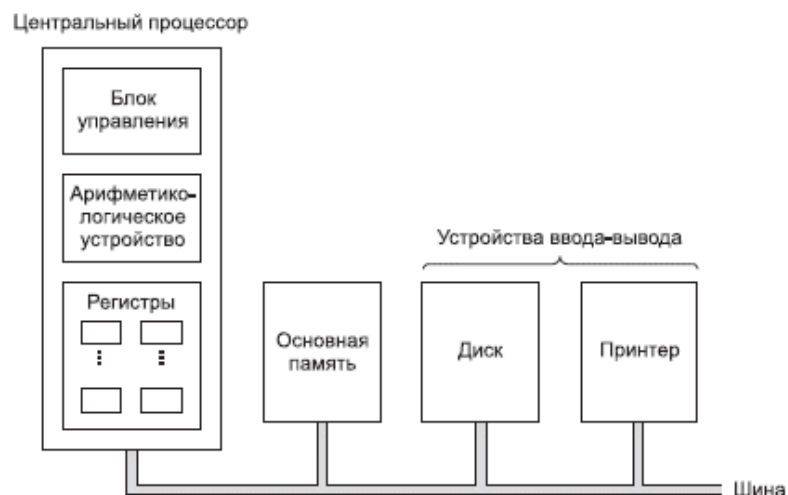 Центральный процессор
Блок
управления
Арифметико-
логическое
устройство
Регистры
Основная
память
Устройства ввода-вывода
Диск
Принтер
Шина